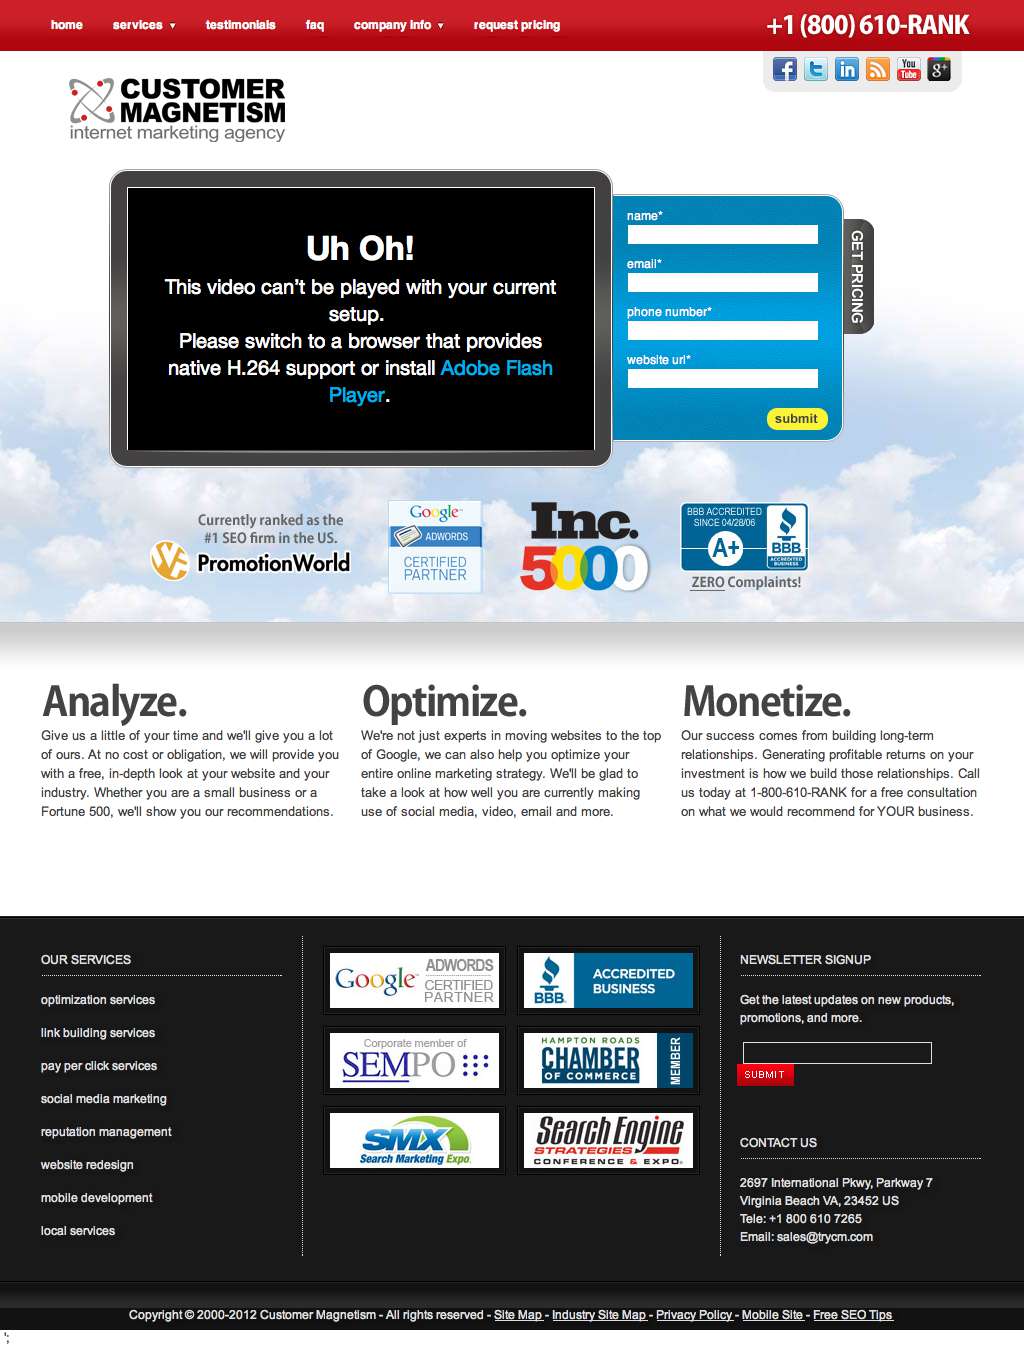 home services testimonials faq company info request pricing +1 (800) 610-RANK
CUSTOMER
MAGNETISM
internet marketing agency
You
Tube
g+
Uh Oh!
This video can't be played with your current
setup.
Please switch to a browser that provides
native H.264 support or install Adobe Flash
Player.
name*
email*
phone number*
website url*
submit
GET PRICING
Currently ranked as the
#1 SEO firm in the US.
PromotionWorld
Google
ADWORDS
CERTIFIED
PARTNER
Inc.
5000
BBB ACCREDITED
SINCE 04/28/06
A+
BBB
ACCREDITED
BUSINESS
ZERO Complaints!
Analyze.
Give us a little of your time and we'll give you a lot
of ours. At no cost or obligation, we will provide you
with a free, in-depth look at your website and your
industry. Whether you are a small business or a
Fortune 500, we'll show you our recommendations.
Optimize.
We're not just experts in moving websites to the top
of Google, we can also help you optimize your
entire online marketing strategy. We'll be glad to
take a look at how well you are currently making
use of social media, video, email and more.
Monetize.
Our success comes from building long-term
relationships. Generating profitable returns on your
investment is how we build those relationships. Call
us today at 1-800-610-RANK for a free consultation
on what we would recommend for YOUR business.
OUR SERVICES
optimization services
link building services
pay per click services
social media marketing
reputation management
website redesign
mobile development
local services
Google ADWORDS
CERTIFIED
PARTNER
BBB.
ACCREDITED
BUSINESS
Corporate member of
SEMPO
HAMPTON ROADS
CHAMBER
OF COMMERCE
MEMBER
SMX
Search Marketing Expo.
Search Engine
STRATEGIES
CONFERENCE & EXPO
NEWSLETTER SIGNUP
Get the latest updates on new products,
promotions, and more.
SUBMIT
CONTACT US
2697 International Pkwy, Parkway 7
Virginia Beach VA, 23452 US
Tele: +1 800 610 7265
Email: sales@trycm.com
Copyright © 2000-2012 Customer Magnetism - All rights reserved - Site Map - Industry Site Map - Privacy Policy - Mobile Site - Free SEO Tips
';